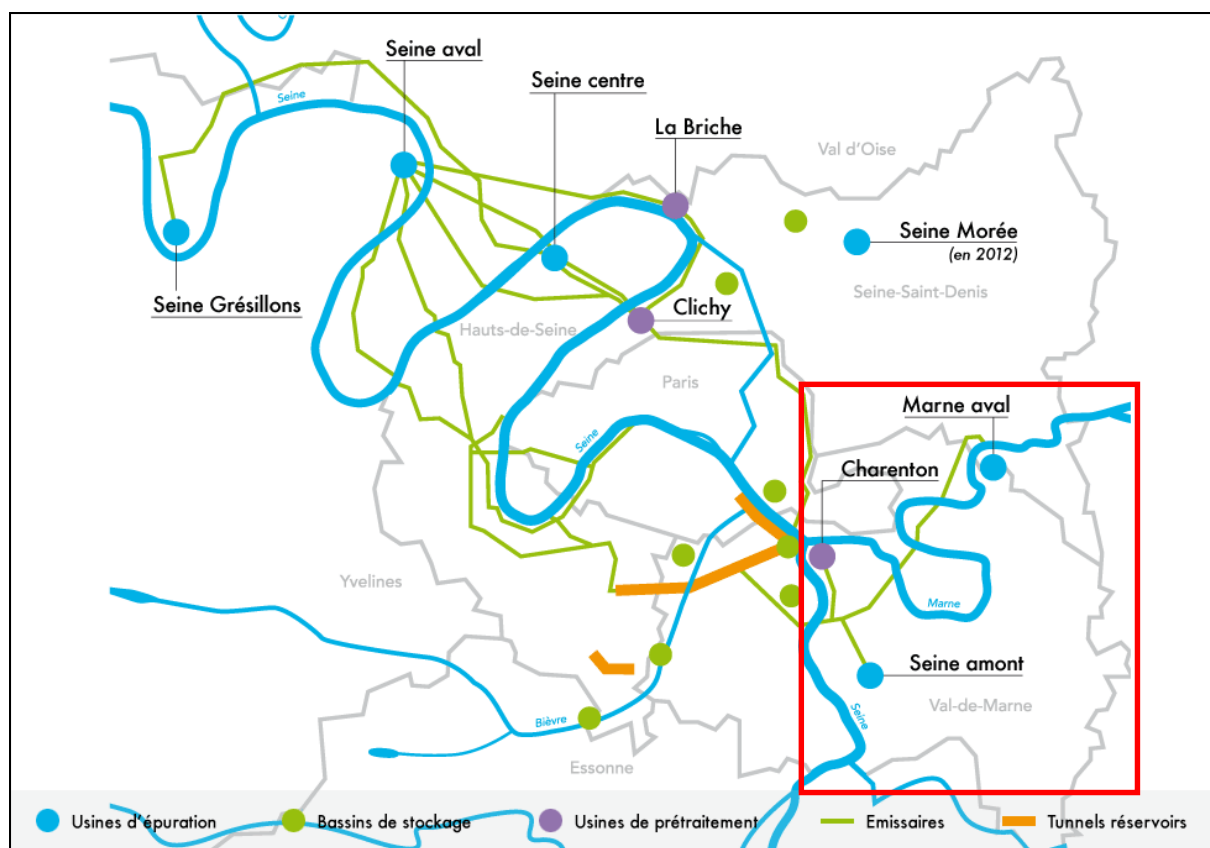 Seine aval
Seine centre
La Briche
Val d'Oise
Seine
Seine Morée
(en 2012)
Seine Grésillons
Seine-Saint-Denis
Clichy
Hauts-de-Seine
Paris
Marne aval
Seine
Charenton
Yvelines
Marne
Seine amont
Val-de-Marne
Seine
Bièvre
Essonne
Usines d'épuration
Bassins de stockage
Usines de prétraitement
Emissaires
Tunnels réservoirs